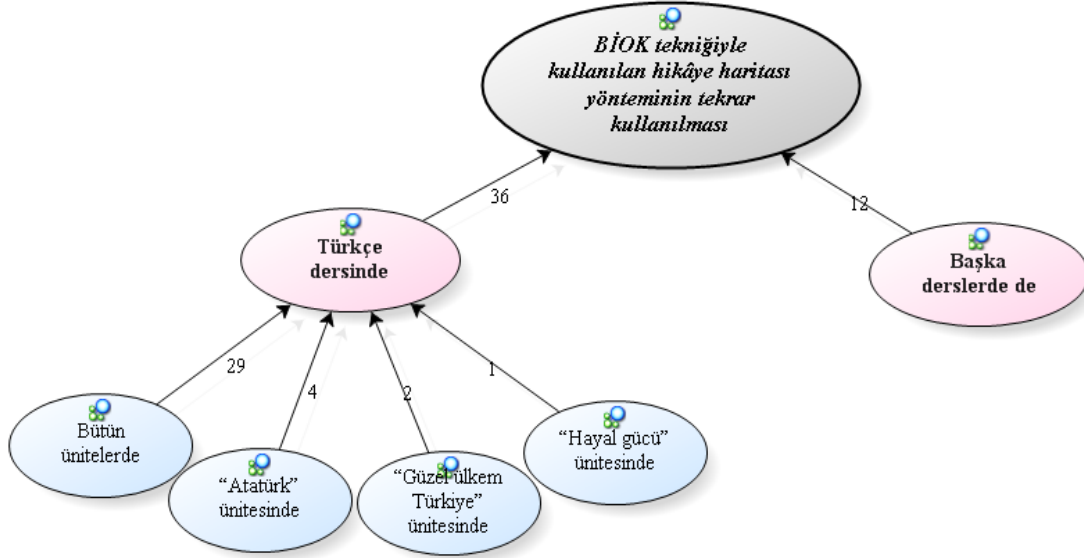 BİOK tekniğiyle
kullanılan hikâye haritası
yönteminin tekrar
kullanılması
36
12
Türkçe
dersinde
Başka
derslerde de
29
4
2
1
Bütün
ünitelerde
“Atatürk”
ünitesinde
“Güzel ülkem
Türkiye”
ünitesinde
“Hayal gücü”
ünitesinde